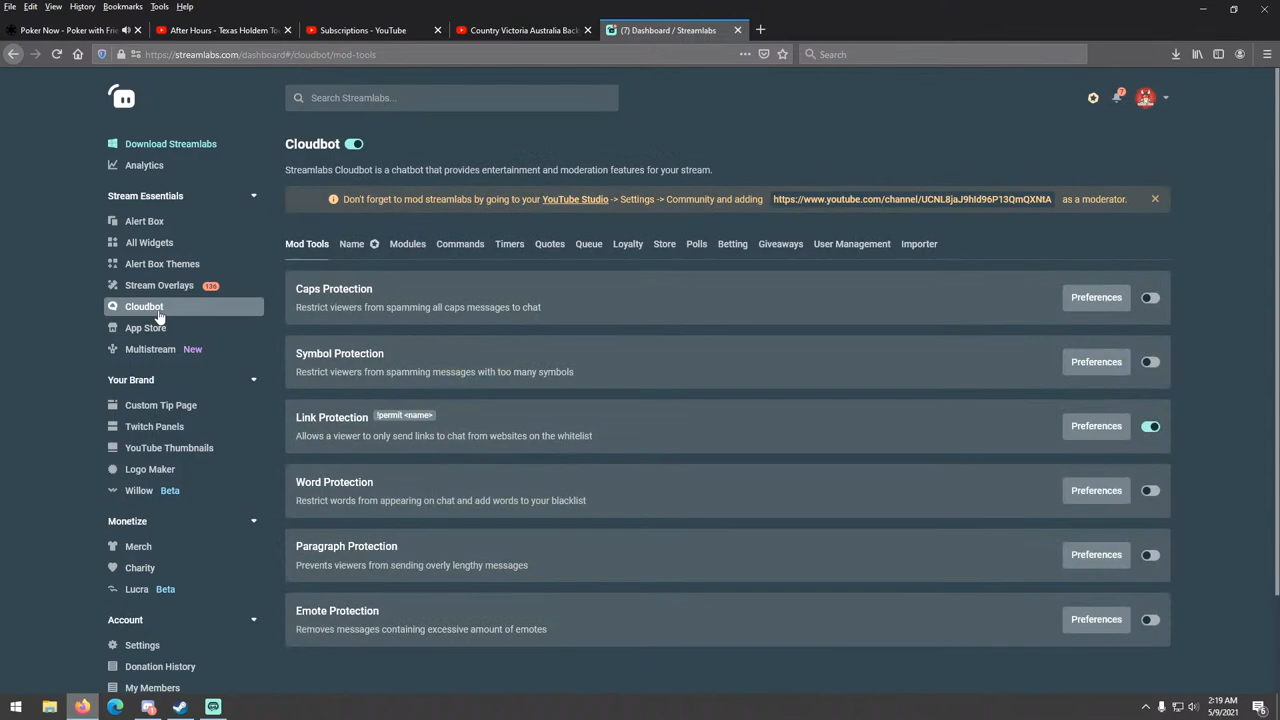 File Edit View History Bookmarks Tools Help
Poker Now - Poker with Frie
After Hours - Texas Holdem To
Subscriptions - YouTube
Country Victoria Australia Bac
(7) Dashboard / Streamlabs
https://streamlabs.com/dashboard#/cloudbot/mod-tools
Search
Search Streamlabs...
7
Download Streamlabs
Analytics
Stream Essentials
Alert Box
All Widgets
Alert Box Themes
Stream Overlays 136
Cloudbot
App Store
Multistream New
Your Brand
Custom Tip Page
Twitch Panels
YouTube Thumbnails
Logo Maker
Willow Beta
Monetize
Merch
Charity
Lucra Beta
Account
Settings
Donation History
My Members
Cloudbot
Streamlabs Cloudbot is a chatbot that provides entertainment and moderation features for your stream.
Don't forget to mod streamlabs by going to your YouTube Studio -> Settings -> Community and adding https://www.youtube.com/channel/UCNL8jaJ9hId96P13QmQXNtA as a moderator.
Mod Tools Name Modules Commands Timers Quotes Queue Loyalty Store Polls Betting Giveaways User Management Importer
Caps Protection
Restrict viewers from spamming all caps messages to chat
Preferences
Symbol Protection
Restrict viewers from spamming messages with too many symbols
Preferences
Link Protection !permit <name>
Allows a viewer to only send links to chat from websites on the whitelist
Preferences
Word Protection
Restrict words from appearing on chat and add words to your blacklist
Preferences
Paragraph Protection
Prevents viewers from sending overly lengthy messages
Preferences
Emote Protection
Removes messages containing excessive amount of emotes
Preferences
2:19 AM
5/9/2021